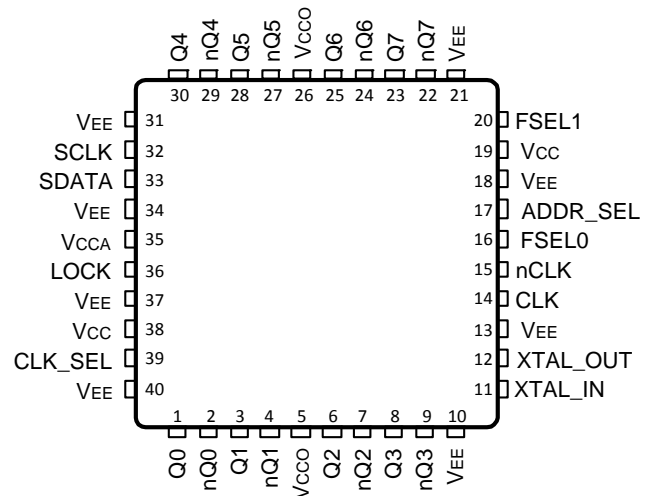 Q4 nQ4 Q5 nQ5 VCCO Q6 nQ6 Q7 nQ7 VEE
30 29 28 27 26 25 24 23 22 21
VEE 31 20 FSEL1
SCLK 32 19 VCC
SDATA 33 18 VEE
VEE 34 17 ADDR_SEL
VCCA 35 16 FSEL0
LOCK 36 15 nCLK
VEE 37 14 CLK
VCC 38 13 VEE
CLK_SEL 39 12 XTAL_OUT
VEE 40 11 XTAL_IN
1 2 3 4 5 6 7 8 9 10
Q0 nQ0 Q1 nQ1 VCCO Q2 nQ2 Q3 nQ3 VEE